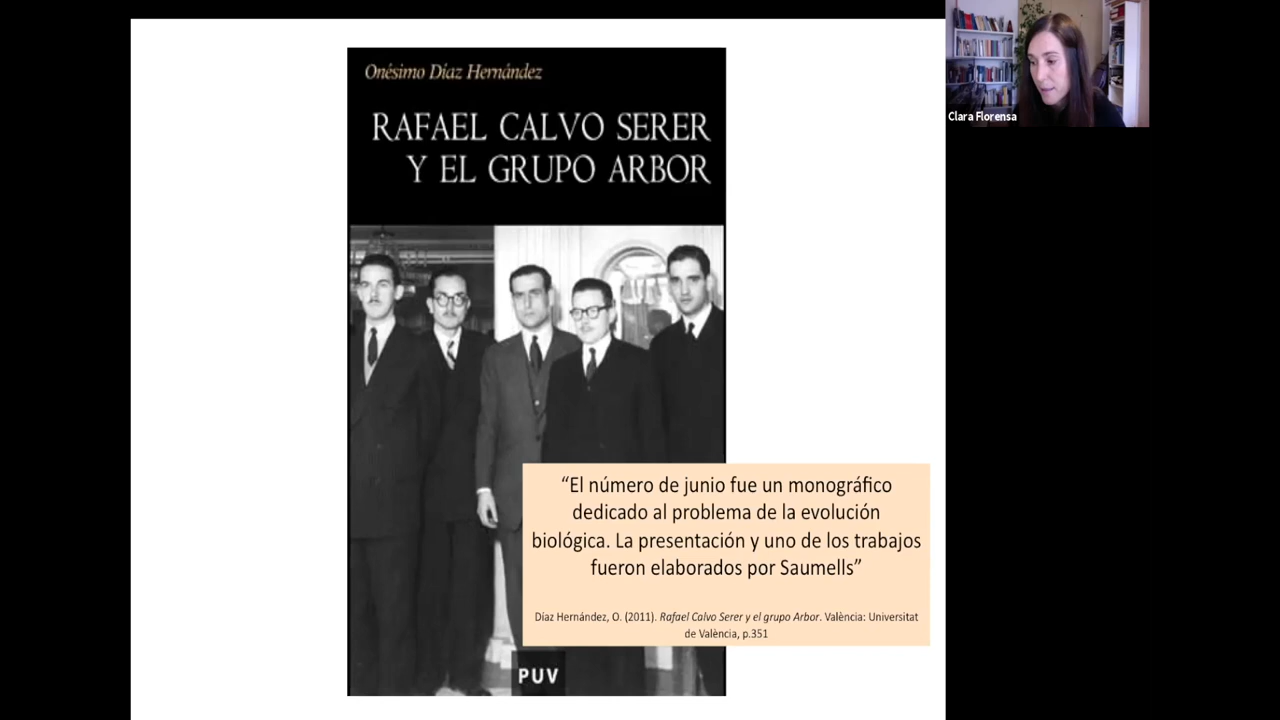 Onésimo Díaz Hernández
RAFAEL CALVO SERER
Y EL GRUPO ARBOR
“El número de junio fue un monográfico
dedicado al problema de la evolución
biológica. La presentación y uno de los trabajos
fueron elaborados por Saumells”
Díaz Hernández, O. (2011). Rafael Calvo Serer y el grupo Arbor. València: Universitat
de València, p.351
PUV
Clara Florensa